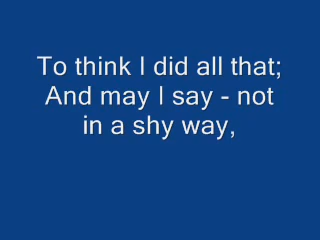 To think I did all that;
And may I say - not
in a shy way,